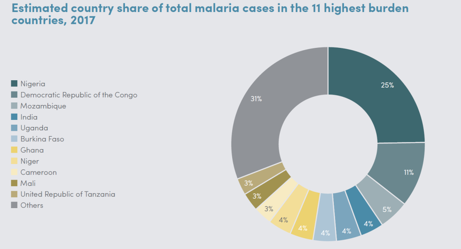 Estimated country share of total malaria cases in the 11 highest burden
countries, 2017
Nigeria
Democratic Republic of the Congo
Mozambique
India
Uganda
Burkina Faso
Ghana
Niger
Cameroon
Mali
United Republic of Tanzania
Others
25%
11%
5%
4%
4%
4%
4%
4%
3%
3%
3%
31%